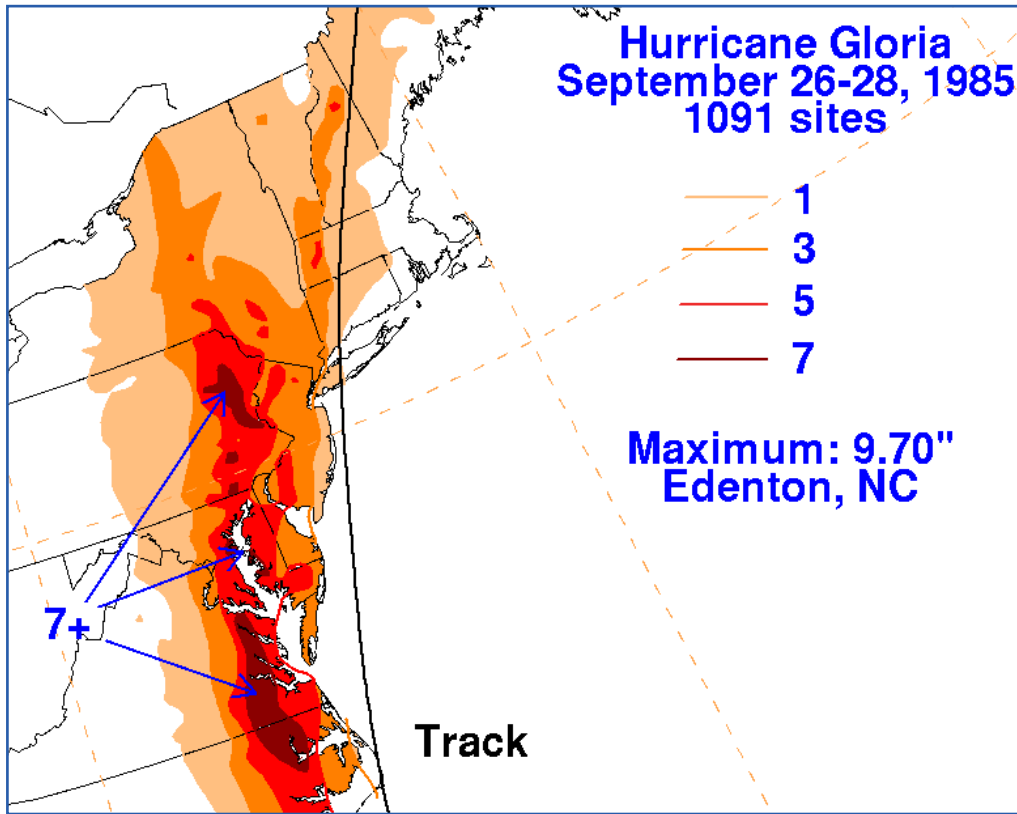 Hurricane Gloria
September 26-28, 1985
1091 sites
1
3
5
7
Maximum: 9.70"
Edenton, NC
7+
Track